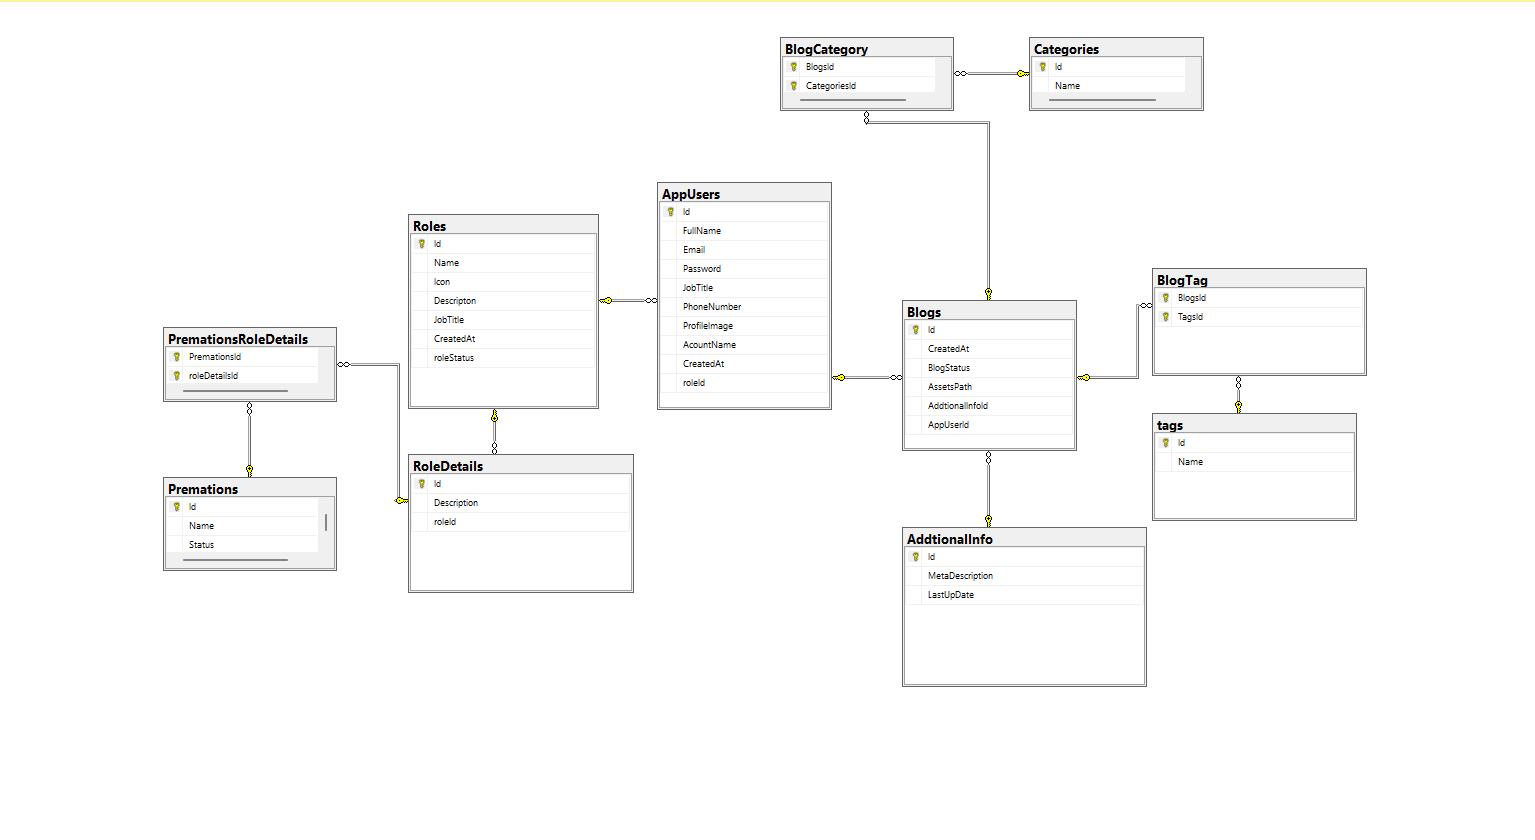 BlogCategory
BlogsId
CategoriesId
Categories
Id
Name
AppUsers
Id
FullName
Email
Password
JobTitle
PhoneNumber
ProfileImage
AcountName
CreatedAt
roleId
Roles
Id
Name
Icon
Descripton
JobTitle
CreatedAt
roleStatus
BlogTag
BlogsId
TagsId
Blogs
Id
CreatedAt
BlogStatus
AssetsPath
AddtionalInfoId
AppUserId
PremationsRoleDetails
PremationsId
roleDetailsId
tags
Id
Name
RoleDetails
Id
Description
roleId
Premations
Id
Name
Status
AddtionalInfo
Id
MetaDescription
LastUpDate